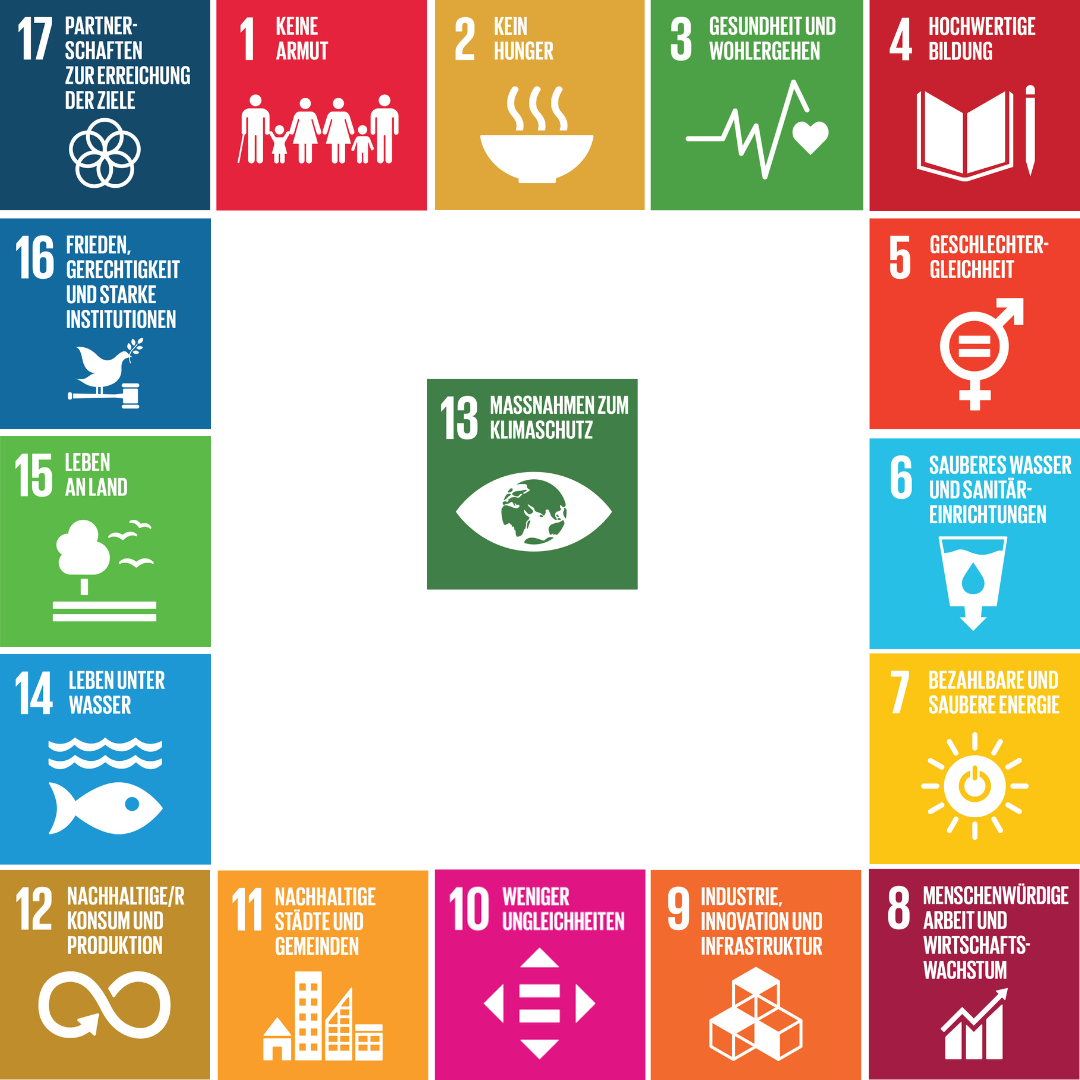 17 PARTNER-
SCHAFTEN
ZUR ERREICHUNG
DER ZIELE
1 KEINE
ARMUT
2 KEIN
HUNGER
3 GESUNDHEIT UND
WOHLERGEHEN
4 HOCHWERTIGE
BILDUNG
16 FRIEDEN,
GERECHTIGKEIT
UND STARKE
INSTITUTIONEN
5 GESCHLECHTER-
GLEICHHEIT
13 MASSNAHMEN ZUM
KLIMASCHUTZ
15 LEBEN
AN LAND
6 SAUBERES WASSER
UND SANITÄR-
EINRICHTUNGEN
14 LEBEN UNTER
WASSER
7 BEZAHLBARE UND
SAUBERE ENERGIE
12 NACHHALTIGE/R
KONSUM UND
PRODUKTION
11 NACHHALTIGE
STÄDTE UND
GEMEINDEN
10 WENIGER
UNGLEICHHEITEN
9 INDUSTRIE,
INNOVATION UND
INFRASTRUKTUR
8 MENSCHENWÜRDIGE
ARBEIT UND
WIRTSCHAFTS-
WACHSTUM